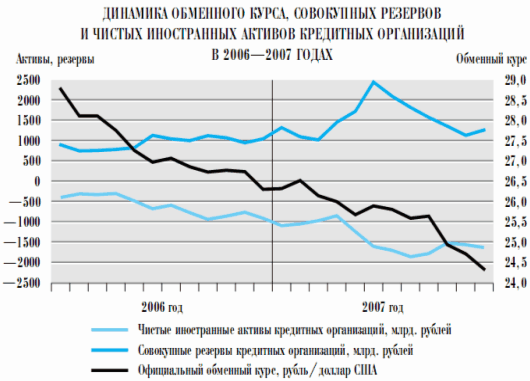 ДИНАМИКА ОБМЕННОГО КУРСА, СОВОКУПНЫХ РЕЗЕРВОВ
И ЧИСТЫХ ИНОСТРАННЫХ АКТИВОВ КРЕДИТНЫХ ОРГАНИЗАЦИЙ
В 2006—2007 ГОДАХ
Активы, резервы
Обменный курс
2500 29,0
2000 28,5
1500 28,0
1000 27,5
500 27,0
0 26,5
—500 26,0
—1000 25,5
—1500 25,0
—2000 24,5
—2500 24,0
2006 год 2007 год
Чистые иностранные активы кредитных организаций, млрд. рублей
Совокупные резервы кредитных организаций, млрд. рублей
Официальный обменный курс, рубль/доллар США